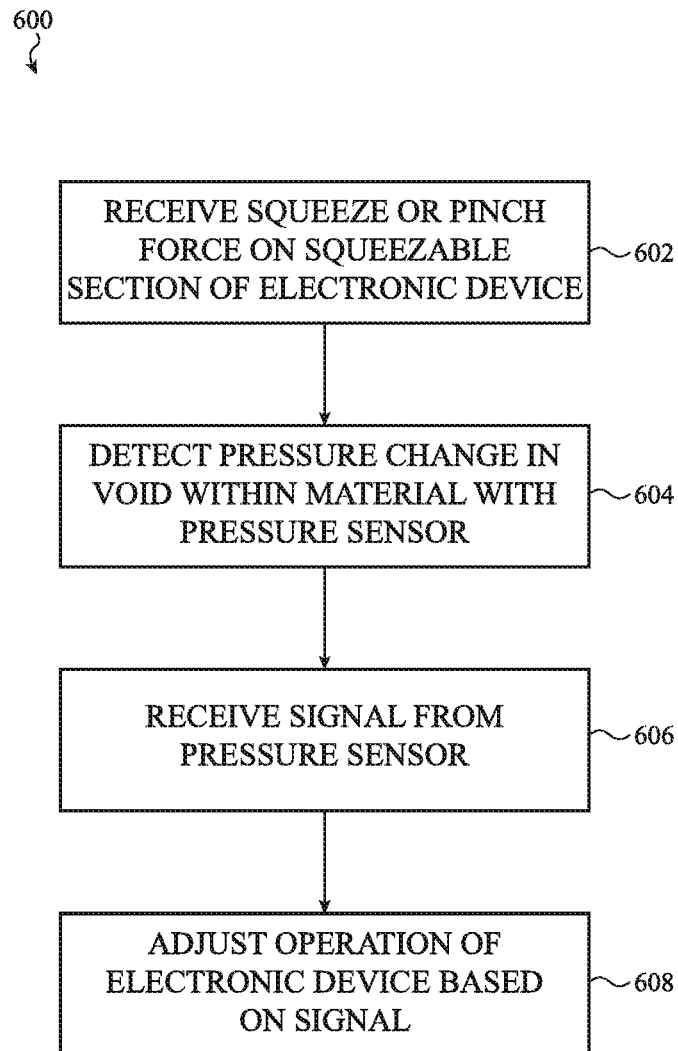 600
RECEIVE SQUEEZE OR PINCH
FORCE ON SQUEEZABLE
SECTION OF ELECTRONIC DEVICE
602
DETECT PRESSURE CHANGE IN
VOID WITHIN MATERIAL WITH
PRESSURE SENSOR
604
RECEIVE SIGNAL FROM
PRESSURE SENSOR
606
ADJUST OPERATION OF
ELECTRONIC DEVICE BASED
ON SIGNAL
608